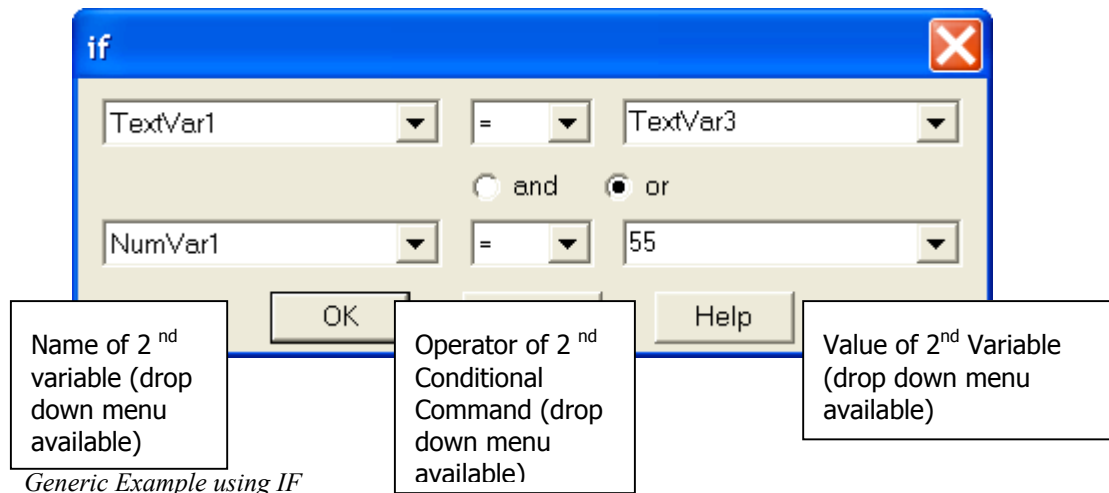 if
TextVar1 = TextVar3
and or
NumVar1 = 55
OK Help
Name of 2 nd
variable (drop
down menu
available)
Operator of 2 nd
Conditional
Command (drop
down menu
available)
Value of 2nd Variable
(drop down menu
available)
Generic Example using IF